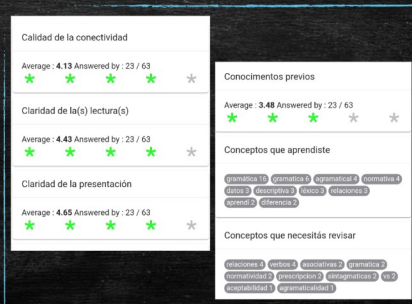 Calidad de la conectividad
Average : 4.13 Answered by : 23 / 63
Claridad de la(s) lectura(s)
Average : 4.43 Answered by : 23 / 63
Claridad de la presentación
Average : 4.65 Answered by : 23 / 63
Conocimentos previos
Average : 3.48 Answered by : 23 / 63
Conceptos que aprendiste
gramática 16 gramatica 6 agramatical 4 normativa 4
datos 3 descriptiva 3 léxico 3 relaciones 3
aprendí 2 diferencia 2
Conceptos que necesitás revisar
relaciones 4 verbos 4 asociativas 2 gramatica 2
normatividad 2 prescripcion 2 sintagmaticas 2 vs 2
aceptabilidad 1 agramaticalidad 1